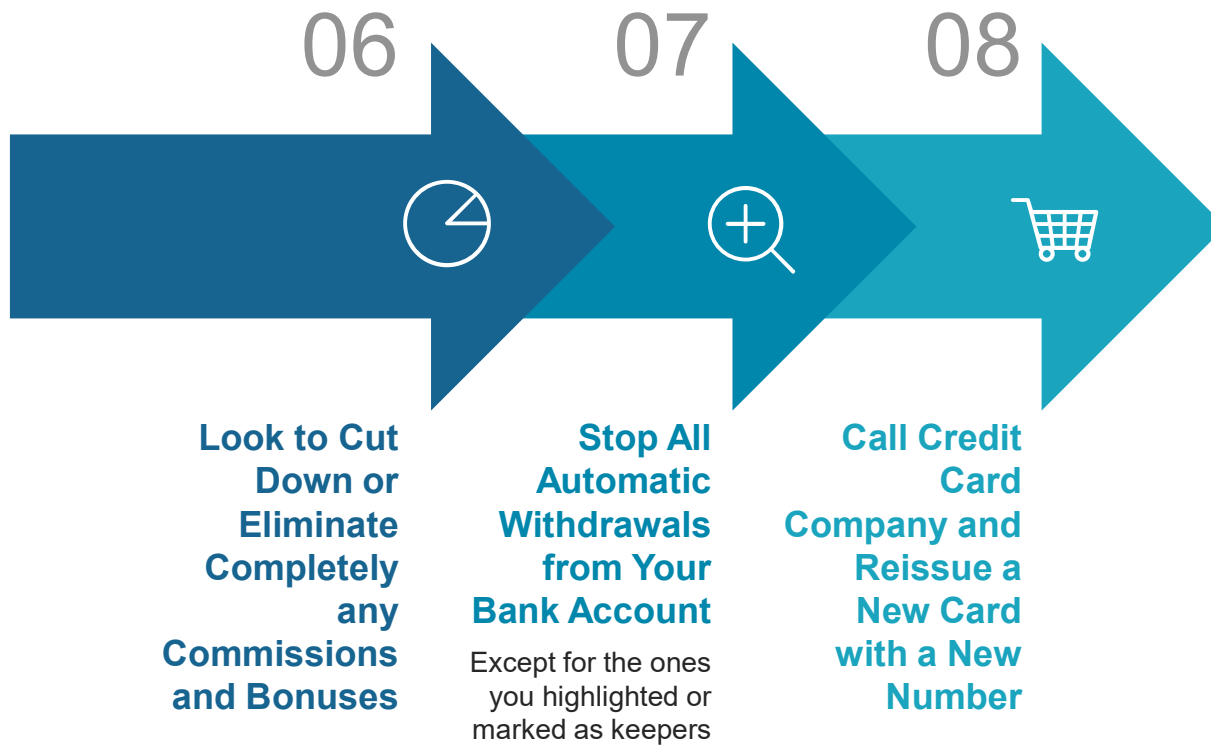 06
Look to Cut
Down or
Eliminate
Completely
any
Commissions
and Bonuses
07
Stop All
Automatic
Withdrawals
from Your
Bank Account
Except for the ones
you highlighted or
marked as keepers
08
Call Credit
Card
Company and
Reissue a
New Card
with a New
Number